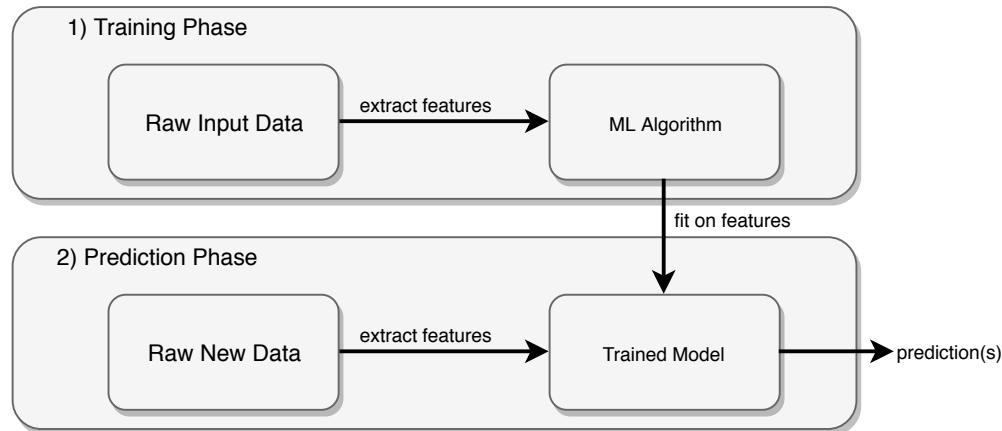 1) Training Phase
Raw Input Data
extract features
ML Algorithm
fit on features
2) Prediction Phase
Raw New Data
extract features
Trained Model
prediction(s)